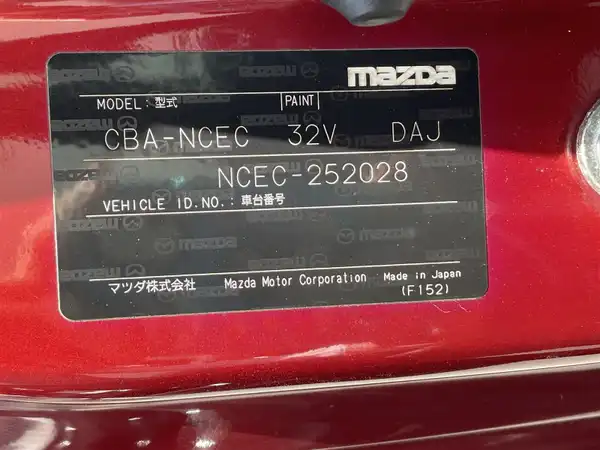 mazda
MODEL: 型式 PAINT
CBA-NCEC 32V DAJ
NCEC-252028
VEHICLE ID.NO.: 車台番号
マツダ株式会社 Mazda Motor Corporation Made in Japan
(F152)